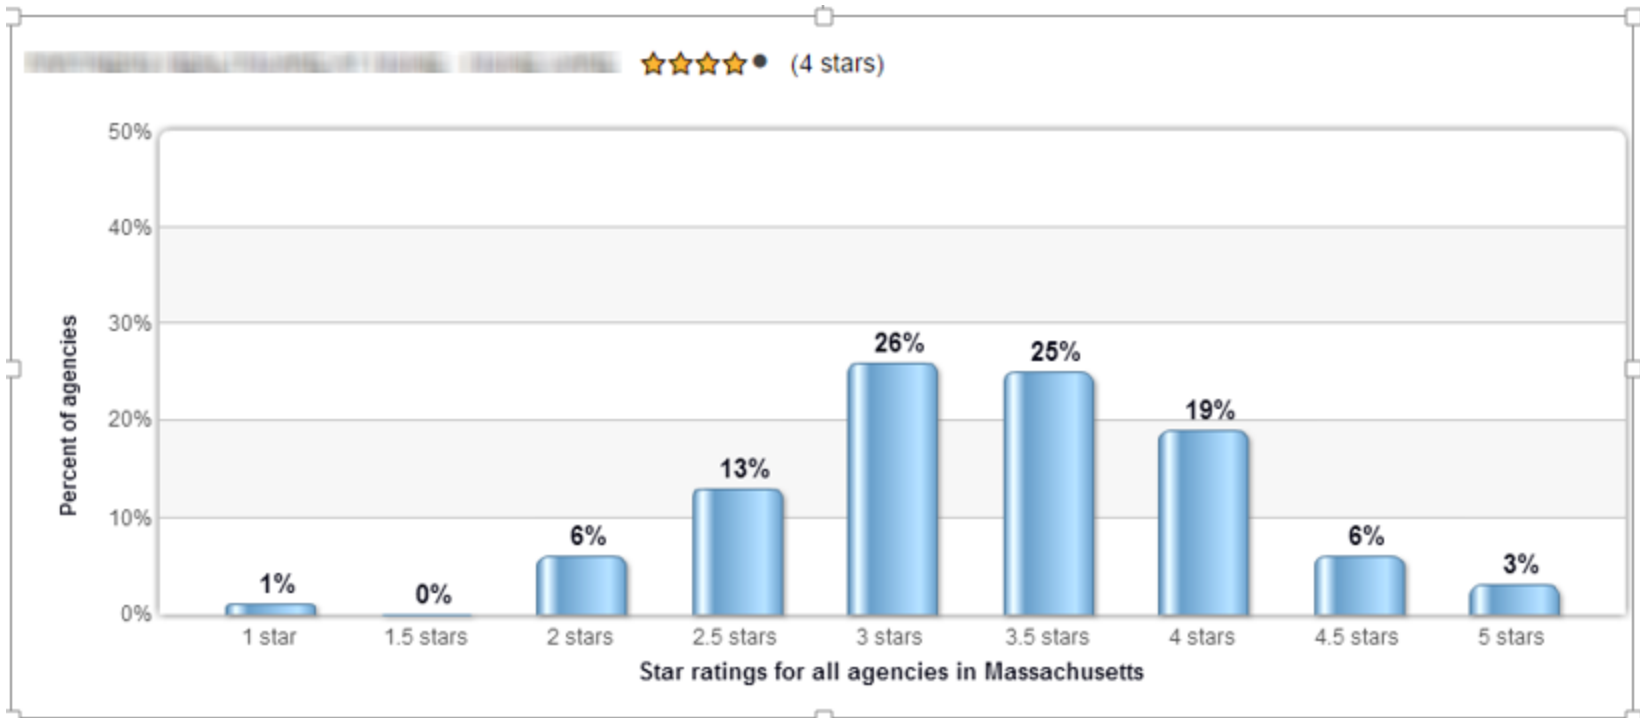 (4 stars)
50%
40%
30%
20%
10%
0%
Percent of agencies
1%
0%
6%
13%
26%
25%
19%
6%
3%
1 star
1.5 stars
2 stars
2.5 stars
3 stars
3.5 stars
4 stars
4.5 stars
5 stars
Star ratings for all agencies in Massachusetts